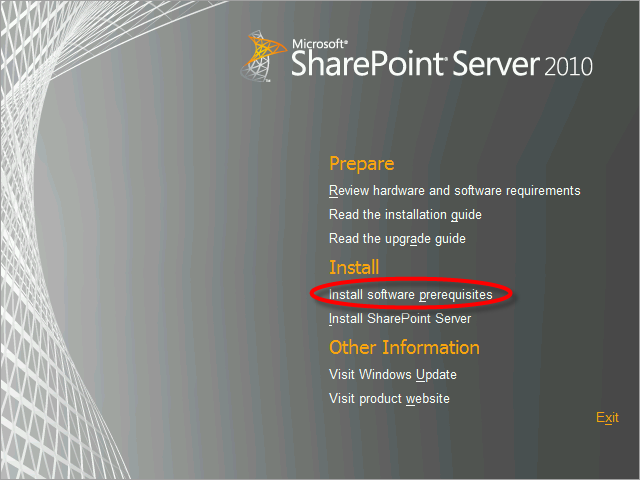 Microsoft®
SharePoint® Server 2010
Prepare
Review hardware and software requirements
Read the installation guide
Read the upgrade guide
Install
Install software prerequisites
Install SharePoint Server
Other Information
Visit Windows Update
Visit product website
Exit